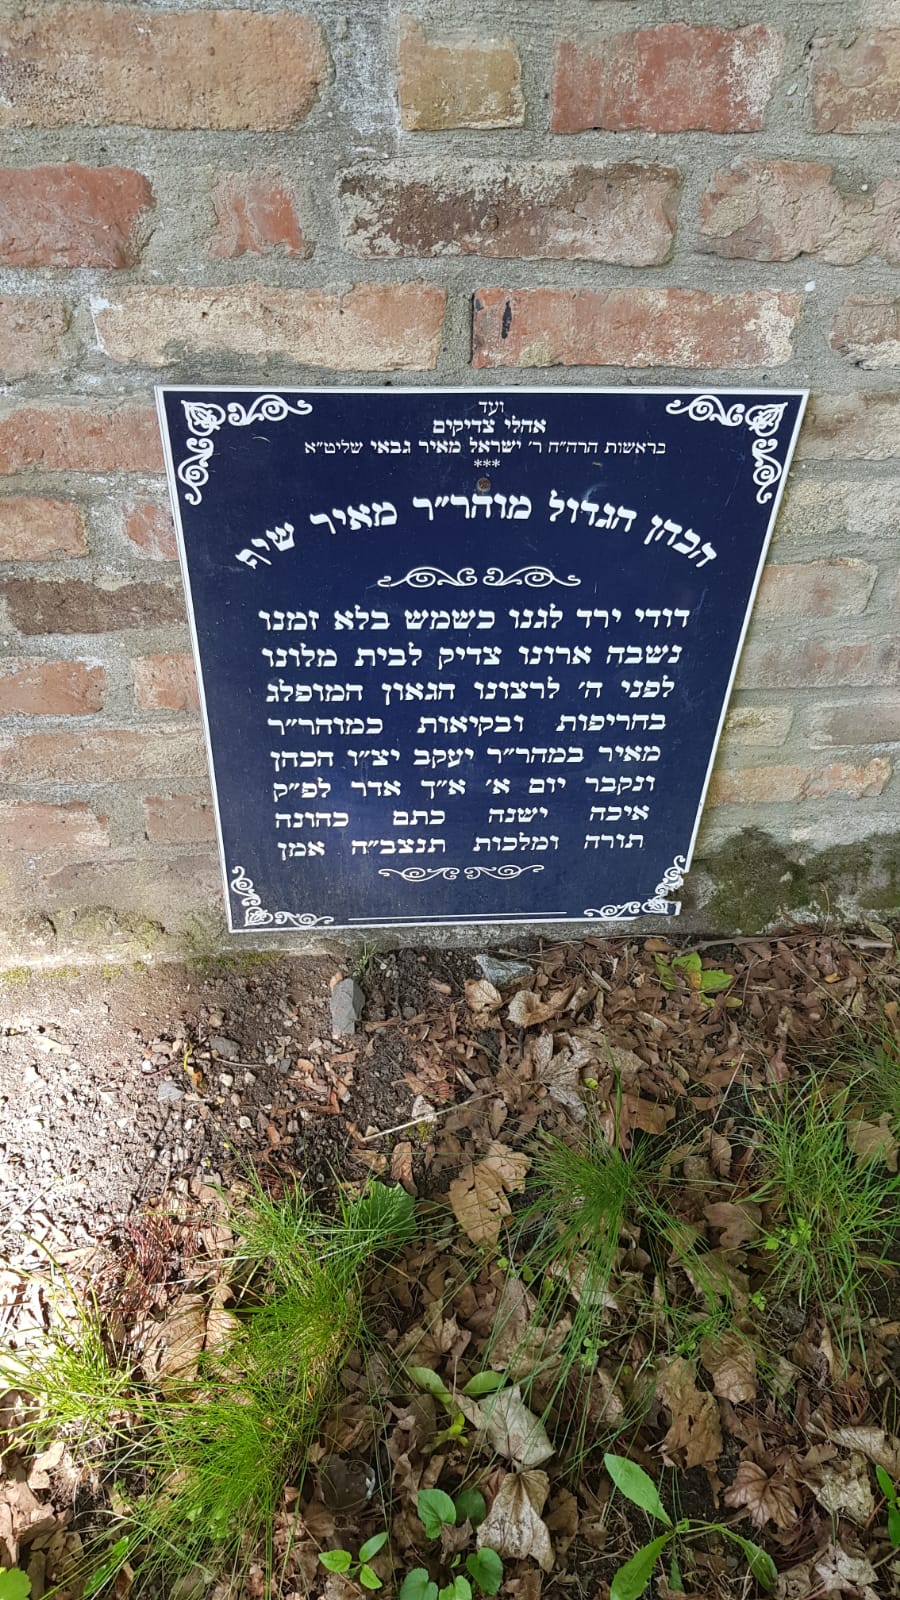 ועד
אהלי צדיקים
בראשות הרה״ח ר׳ ישראל מאיר גבאי שליט״א
***
הכהן הגדול מוהר״ר מאיר שיף
דודי ירד לגנו כשמש בלא זמנו
נשבה ארונו צדיק לבית מלונו
לפני ה׳ לרצונו הגאון המופלג
בחריפות ובקיאות כמוהר״ר
מאיר במהר״ר יעקב יצ״ו הכהן
ונקבר יום א׳ א״ך אדר לפ״ק
איכה ישנה כתם כהונה
תורה ומלכות תנצב״ה אמן